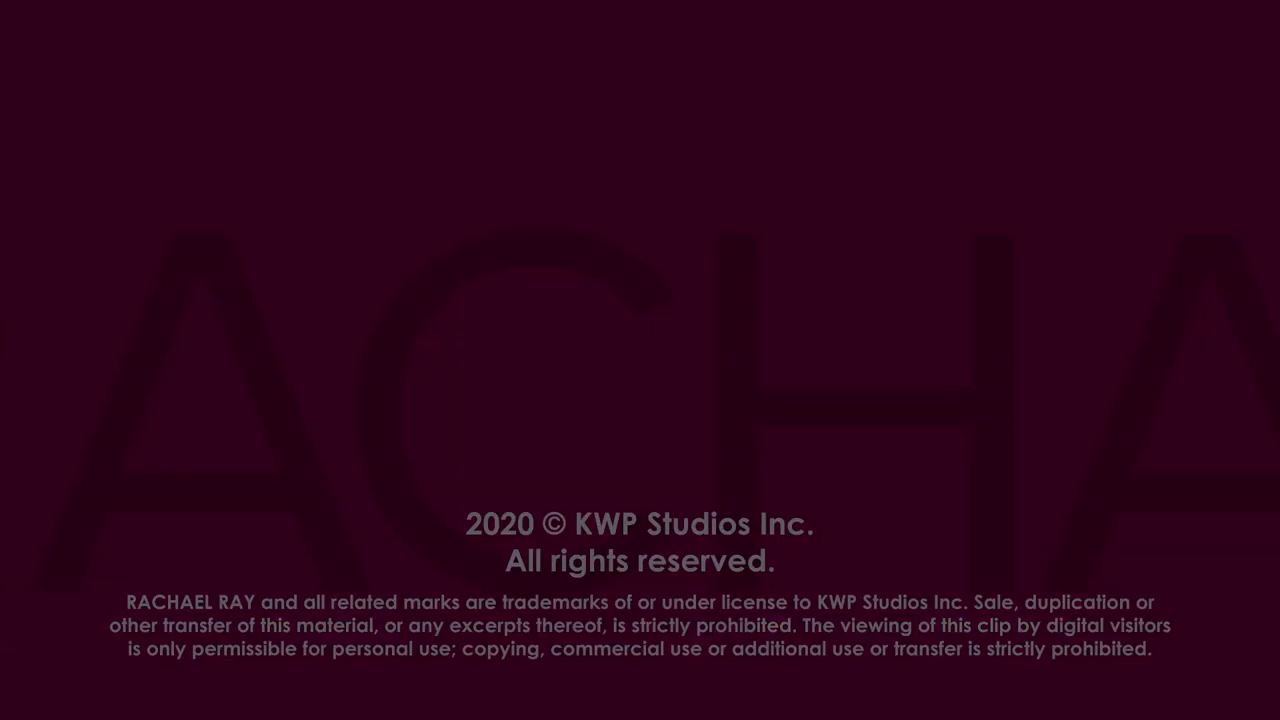 ACHA
2020 © KWP Studios Inc.
All rights reserved.
RACHAEL RAY and all related marks are trademarks of or under license to KWP Studios Inc. Sale, duplication or
other transfer of this material, or any excerpts thereof, is strictly prohibited. The viewing of this clip by digital visitors
is only permissible for personal use; copying, commercial use or additional use or transfer is strictly prohibited.